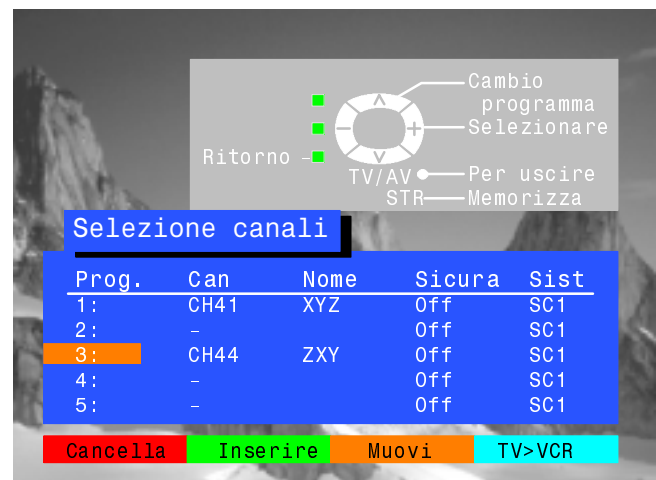 Cambio
programma
Selezionare
Ritorno
TV/AV Per uscire
STR Memorizza
Selezione canali
Prog. Can Nome Sicura Sist
1: CH41 XYZ Off SC1
2: – Off SC1
3: CH44 ZXY Off SC1
4: – Off SC1
5: – Off SC1
Cancella Inserire Muovi TV>VCR